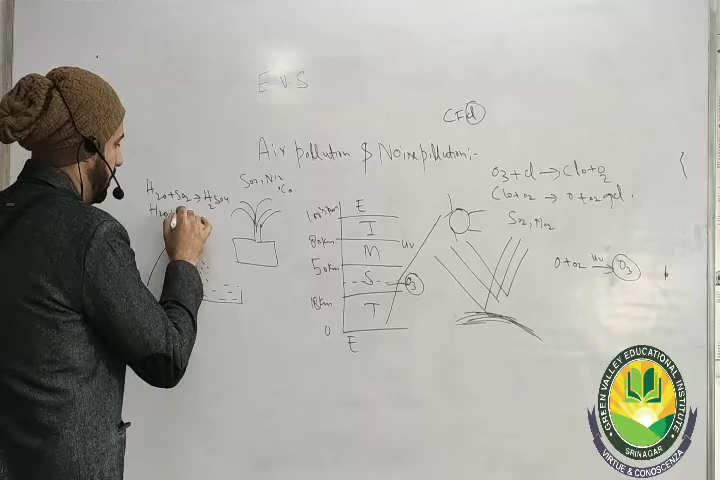 EVS
CFCl
Air pollution & Noise pollution:-
O3 + cl → Clo + O2
Clo + O2 → O + O2 + cl
H2O + SO2 → H2SO4
H2O
SO2, NO2
CO
100km
E
I
80km
M
UV
50km
S
O3
18km
T
0
E
SO2, NO2
O + O2 UV → O3
GREEN VALLEY EDUCATIONAL INSTITUTE
SRINAGAR
VIRTUE & CONOSCENZA